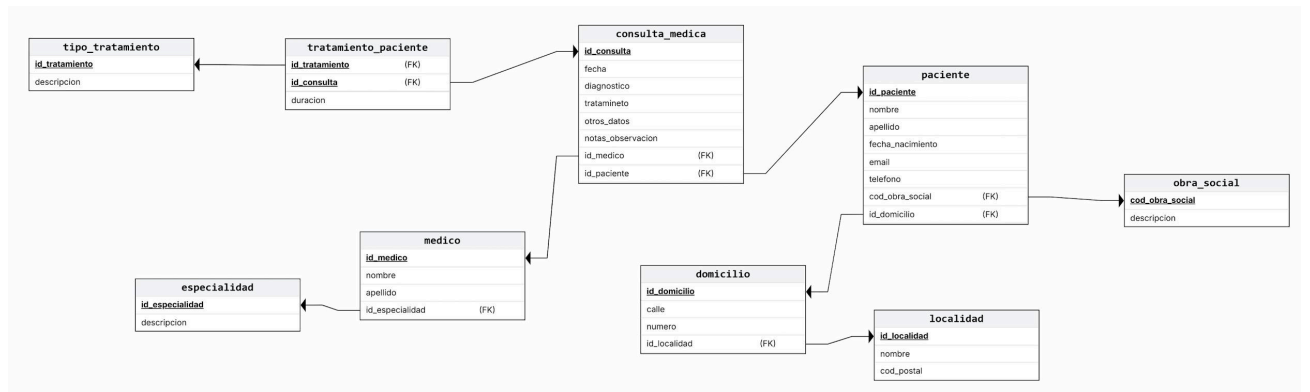 tipo_tratamiento
id_tratamiento
descripcion
tratamiento_paciente
id_tratamiento (FK)
id_consulta (FK)
duracion
consulta_medica
id_consulta
fecha
diagnostico
tratamineto
otros_datos
notas_observacion
id_medico (FK)
id_paciente (FK)
paciente
id_paciente
nombre
apellido
fecha_nacimiento
email
telefono
cod_obra_social (FK)
id_domicilio (FK)
obra_social
cod_obra_social
descripcion
medico
id_medico
nombre
apellido
id_especialidad (FK)
especialidad
id_especialidad
descripcion
domicilio
id_domicilio
calle
numero
id_localidad (FK)
localidad
id_localidad
nombre
cod_postal